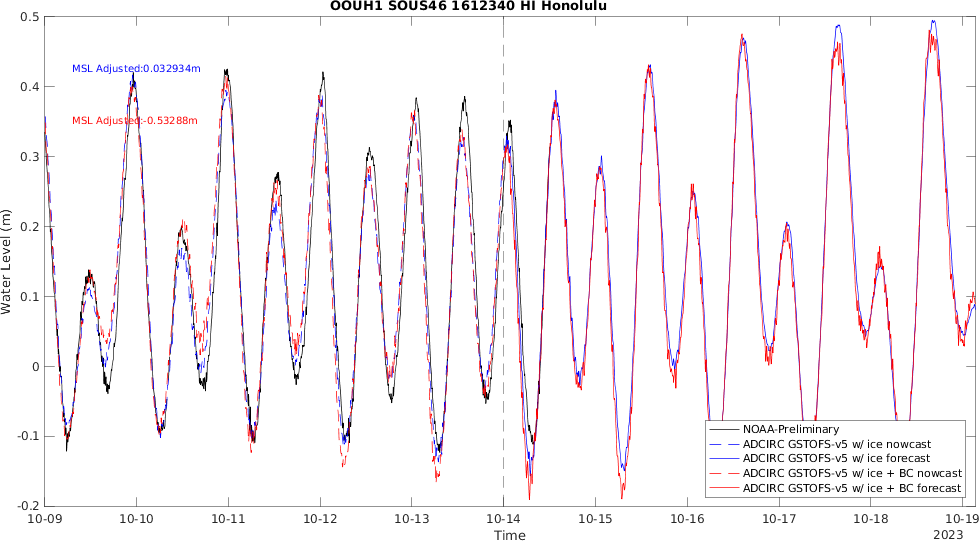 OOUH1 SOUS46 1612340 HI Honolulu
MSL Adjusted:0.032934m
MSL Adjusted:-0.53288m
Water Level (m)
0.5
0.4
0.3
0.2
0.1
0
-0.1
-0.2
NOAA-Preliminary
ADCIRC GSTOFS-v5 w/ ice nowcast
ADCIRC GSTOFS-v5 w/ ice forecast
ADCIRC GSTOFS-v5 w/ ice + BC nowcast
ADCIRC GSTOFS-v5 w/ ice + BC forecast
10-09 10-10 10-11 10-12 10-13 10-14 10-15 10-16 10-17 10-18 10-19
Time
2023